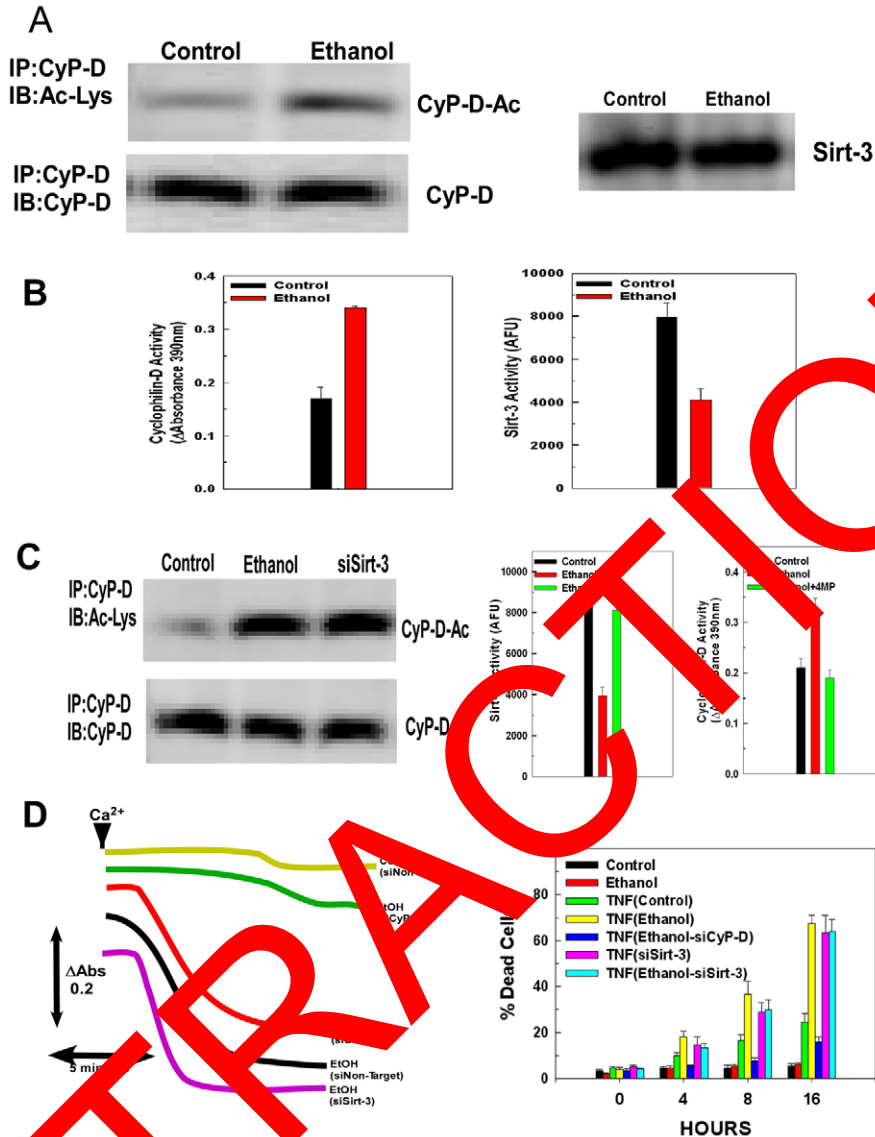 A
Control Ethanol
IP:CyP-D
IB:Ac-Lys
CyP-D-Ac
IP:CyP-D
IB:CyP-D
CyP-D
Control Ethanol
Sirt-3
B
Cyclophilin-D Activity
(ΔAbsorbance 390nm)
0.4
0.3
0.2
0.1
0.0
Control
Ethanol
Sirt-3 Activity (AFU)
10000
8000
6000
4000
2000
0
Control
Ethanol
C
Control Ethanol siSirt-3
IP:CyP-D
IB:Ac-Lys
CyP-D-Ac
IP:CyP-D
IB:CyP-D
CyP-D
10000
8000
6000
4000
2000
0
Control
Ethanol
(AFU)
0.4
0.3
0.2
0.1
0.0
Control
Cyclo
390nm)
D
Ca2+
ΔAbs
0.2
5 min
(siNon
EtOH
EtOH
(siNon-Target)
EtOH
(siSirt-3)
% Dead Cell
80
60
40
20
0
Control
Ethanol
TNF(Control)
TNF(Ethanol)
TNF(Ethanol-siCyP-D)
TNF(siSirt-3)
TNF(Ethanol-siSirt-3)
0 4 8 16
HOURS
TRACTIO